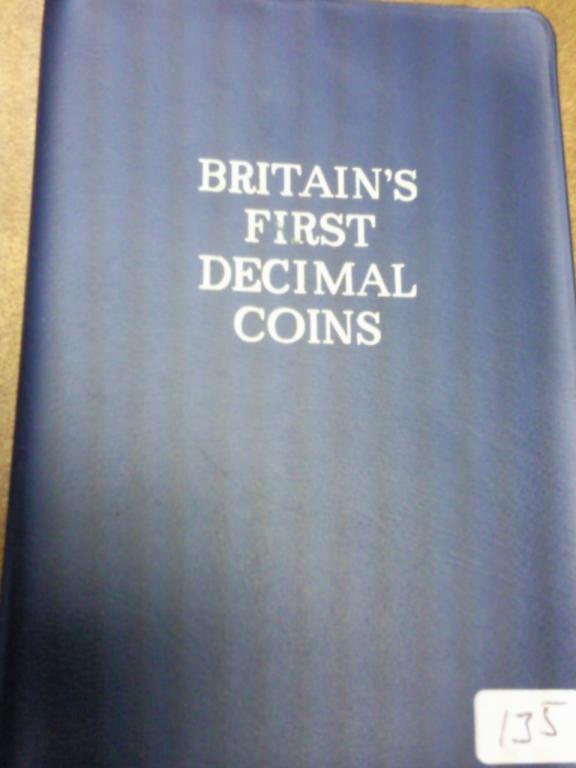 BRITAIN'S
FIRST
DECIMAL
COINS
135